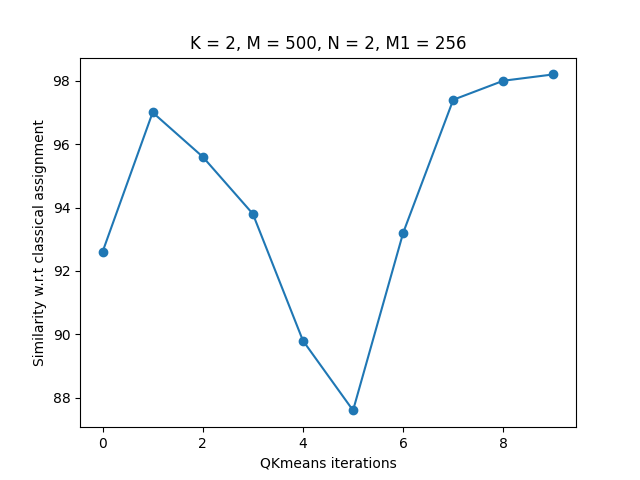 K = 2, M = 500, N = 2, M1 = 256
Similarity w.r.t classical assignment
98
96
94
92
90
88
0 2 4 6 8
QKmeans iterations